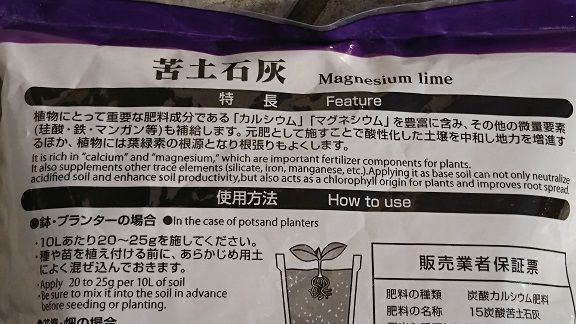 苦土石灰 Magnesium lime
特長 Feature
植物にとって重要な肥料成分である「カルシウム」「マグネシウム」を豊富に含み、その他の微量要素
(珪酸・鉄・マンガン等)も補給します。元肥として施すことで酸性化した土壌を中和し地力を増進す
るほか、植物には葉緑素の根源となり根張りもよくします。
It is rich in "calcium" and "magnesium," which are important fertilizer components for plants.
It also supplements other trace elements (silicate, iron, manganese, etc.).Applying it as base soil can not only neutralize
acidified soil and enhance soil productivity,but also acts as a chlorophyll origin for plants and improves root spread.
使用方法 How to use
●鉢・プランターの場合 ●In the case of potsand planters
・10Lあたり20〜25gを施してください。
・種や苗を植え付ける前に、あらかじめ用土
によく混ぜ込んでおきます。
・Apply 20 to 25g per 10L of soil
・Be sure to mix it into the soil in advance
before seeding or planting.
販売業者保証票
肥料の種類 炭酸カルシウム肥料
肥料の名称 15炭酸苦土石灰